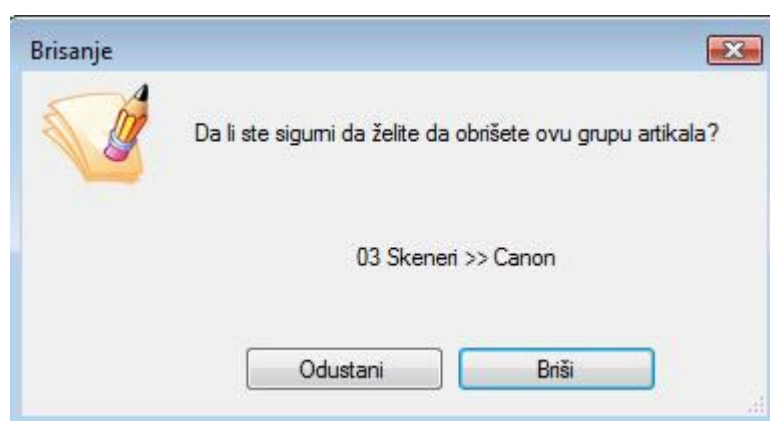 Brisanje
Da li ste sigurni da želite da obrišete ovu grupu artikala?
03 Skeneri >> Canon
Odustani
Briši